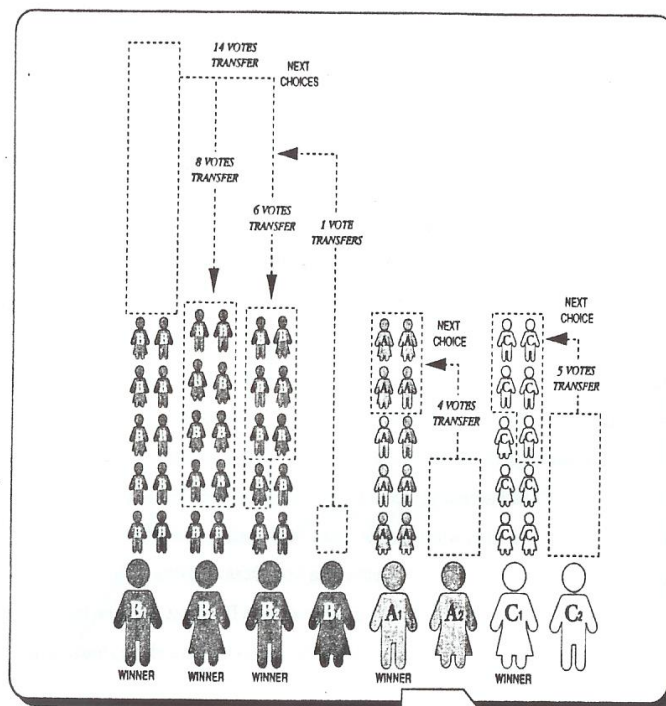 14 VOTES
TRANSFER
NEXT
CHOICES
8 VOTES
TRANSFER
6 VOTES
TRANSFER
1 VOTE
TRANSFERS
NEXT
CHOICE
4 VOTES
TRANSFER
NEXT
CHOICE
5 VOTES
TRANSFER
A A C C
A A C C
A A C C
A A C C
A A C C
B1 B2 B2 B4 A1 A2 C1 C2
WINNER WINNER WINNER WINNER WINNER